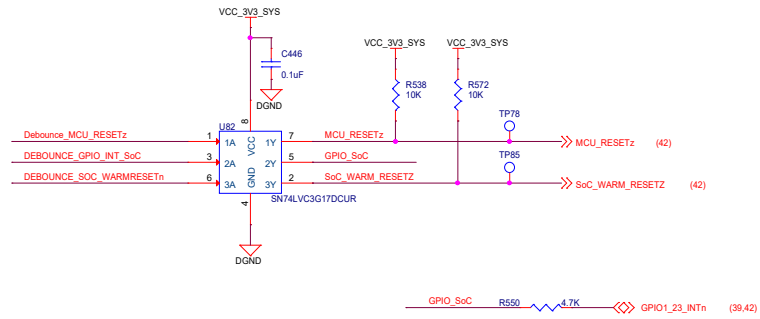 VCC_3V3_SYS
C446
0.1uF
DGND
VCC_3V3_SYS
VCC_3V3_SYS
R538
10K
R572
10K
TP78
U82
8
VCC
Debounce_MCU_RESETz
1
1A
1Y
7
MCU_RESETz
MCU_RESETz
(42)
DEBOUNCE_GPIO_INT_SoC
3
2A
2Y
5
GPIO_SoC
TP85
DEBOUNCE_SOC_WARMRESETn
6
3A
GND
3Y
2
SoC_WARM_RESETZ
SoC_WARM_RESETZ
(42)
SN74LVC3G17DCUR
4
DGND
GPIO_SoC
R550
4.7K
GPIO1_23_INTn
(39,42)